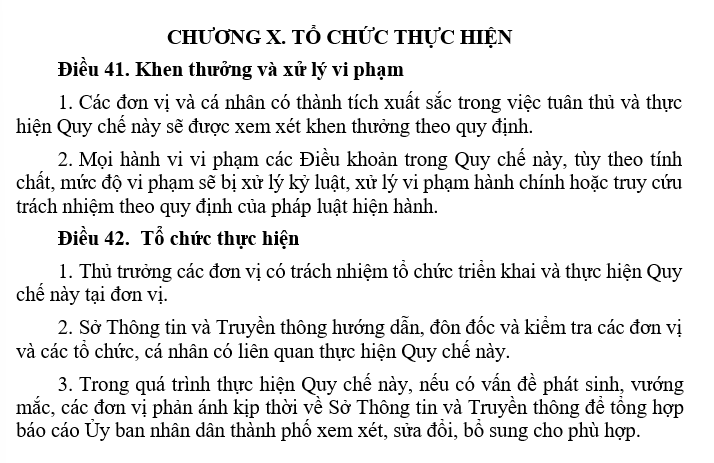 CHƯƠNG X. TỔ CHỨC THỰC HIỆN
Điều 41. Khen thưởng và xử lý vi phạm
1. Các đơn vị và cá nhân có thành tích xuất sắc trong việc tuân thủ và thực
hiện Quy chế này sẽ được xem xét khen thưởng theo quy định.
2. Mọi hành vi vi phạm các Điều khoản trong Quy chế này, tùy theo tính
chất, mức độ vi phạm sẽ bị xử lý kỷ luật, xử lý vi phạm hành chính hoặc truy cứu
trách nhiệm theo quy định của pháp luật hiện hành.
Điều 42.  Tổ chức thực hiện
1. Thủ trưởng các đơn vị có trách nhiệm tổ chức triển khai và thực hiện Quy
chế này tại đơn vị.
2. Sở Thông tin và Truyền thông hướng dẫn, đôn đốc và kiểm tra các đơn vị
và các tổ chức, cá nhân có liên quan thực hiện Quy chế này.
3. Trong quá trình thực hiện Quy chế này, nếu có vấn đề phát sinh, vướng
mắc, các đơn vị phản ánh kịp thời về Sở Thông tin và Truyền thông để tổng hợp
báo cáo Ủy ban nhân dân thành phố xem xét, sửa đổi, bổ sung cho phù hợp.